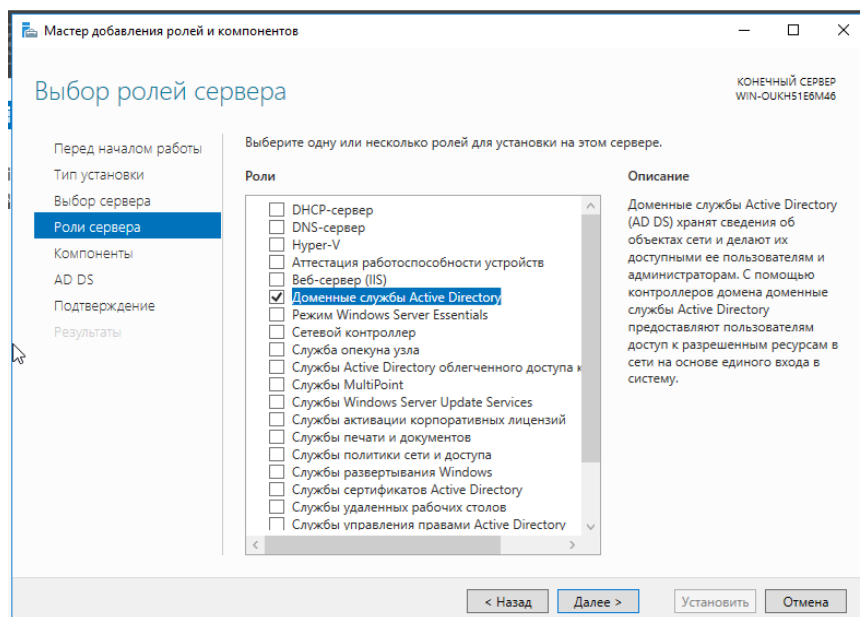 Мастер добавления ролей и компонентов
Выбор ролей сервера
КОНЕЧНЫЙ СЕРВЕР
WIN-OUKH51E6M46
Перед началом работы
Тип установки
Выбор сервера
Роли сервера
Компоненты
AD DS
Подтверждение
Результаты
Выберите одну или несколько ролей для установки на этом сервере.
Роли
DHCP-сервер
DNS-сервер
Hyper-V
Аттестация работоспособности устройств
Веб-сервер (IIS)
Доменные службы Active Directory
Режим Windows Server Essentials
Сетевой контроллер
Служба опекуна узла
Службы Active Directory облегченного доступа к
Службы MultiPoint
Службы Windows Server Update Services
Службы активации корпоративных лицензий
Службы печати и документов
Службы политики сети и доступа
Службы развертывания Windows
Службы сертификатов Active Directory
Службы удаленных рабочих столов
Службы управления правами Active Directory
Описание
Доменные службы Active Directory
(AD DS) хранят сведения об
объектах сети и делают их
доступными ее пользователям и
администраторам. С помощью
контроллеров домена доменные
службы Active Directory
предоставляют пользователям
доступ к разрешенным ресурсам в
сети на основе единого входа в
систему.
< Назад
Далее >
Установить
Отмена